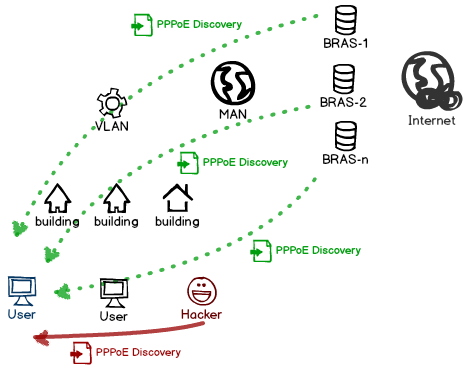 PPPoE Discovery
BRAS-1
VLAN
MAN
BRAS-2
Internet
PPPoE Discovery
BRAS-n
building
building
building
PPPoE Discovery
User
User
Hacker
PPPoE Discovery